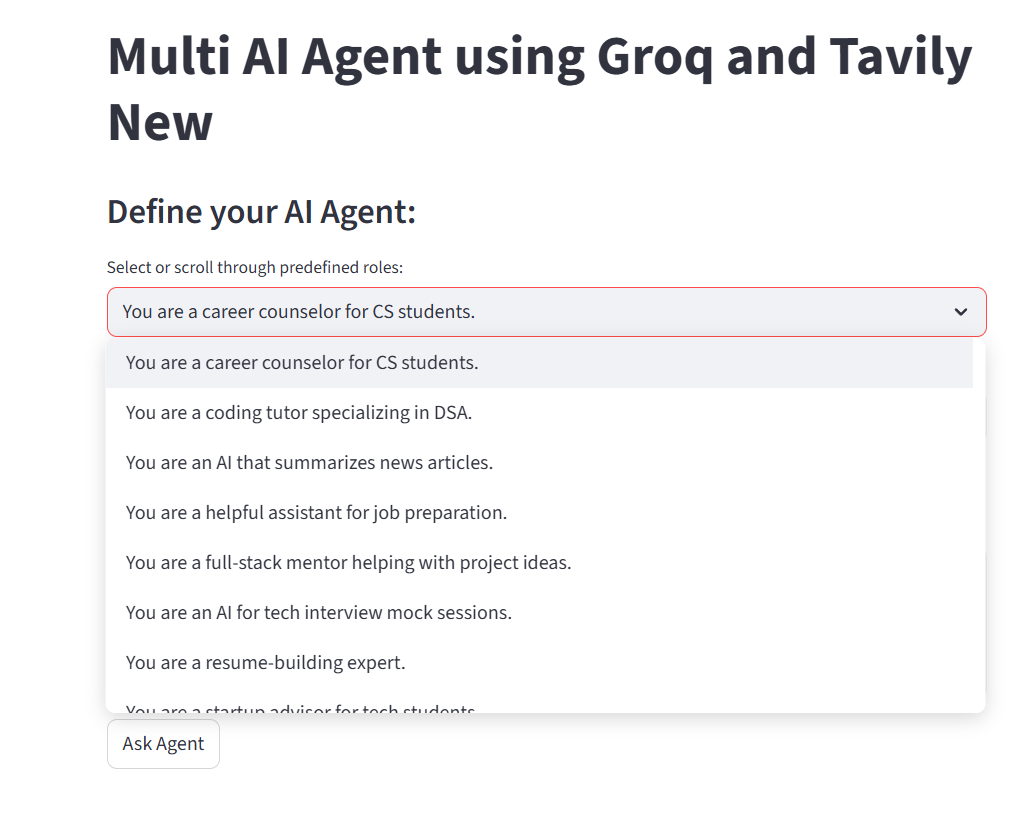 Multi AI Agent using Groq and Tavily
New
Define your AI Agent:
Select or scroll through predefined roles:
You are a career counselor for CS students.
You are a career counselor for CS students.
You are a coding tutor specializing in DSA.
You are an AI that summarizes news articles.
You are a helpful assistant for job preparation.
You are a full-stack mentor helping with project ideas.
You are an AI for tech interview mock sessions.
You are a resume-building expert.
You are a startup advisor for tech students.
Ask Agent